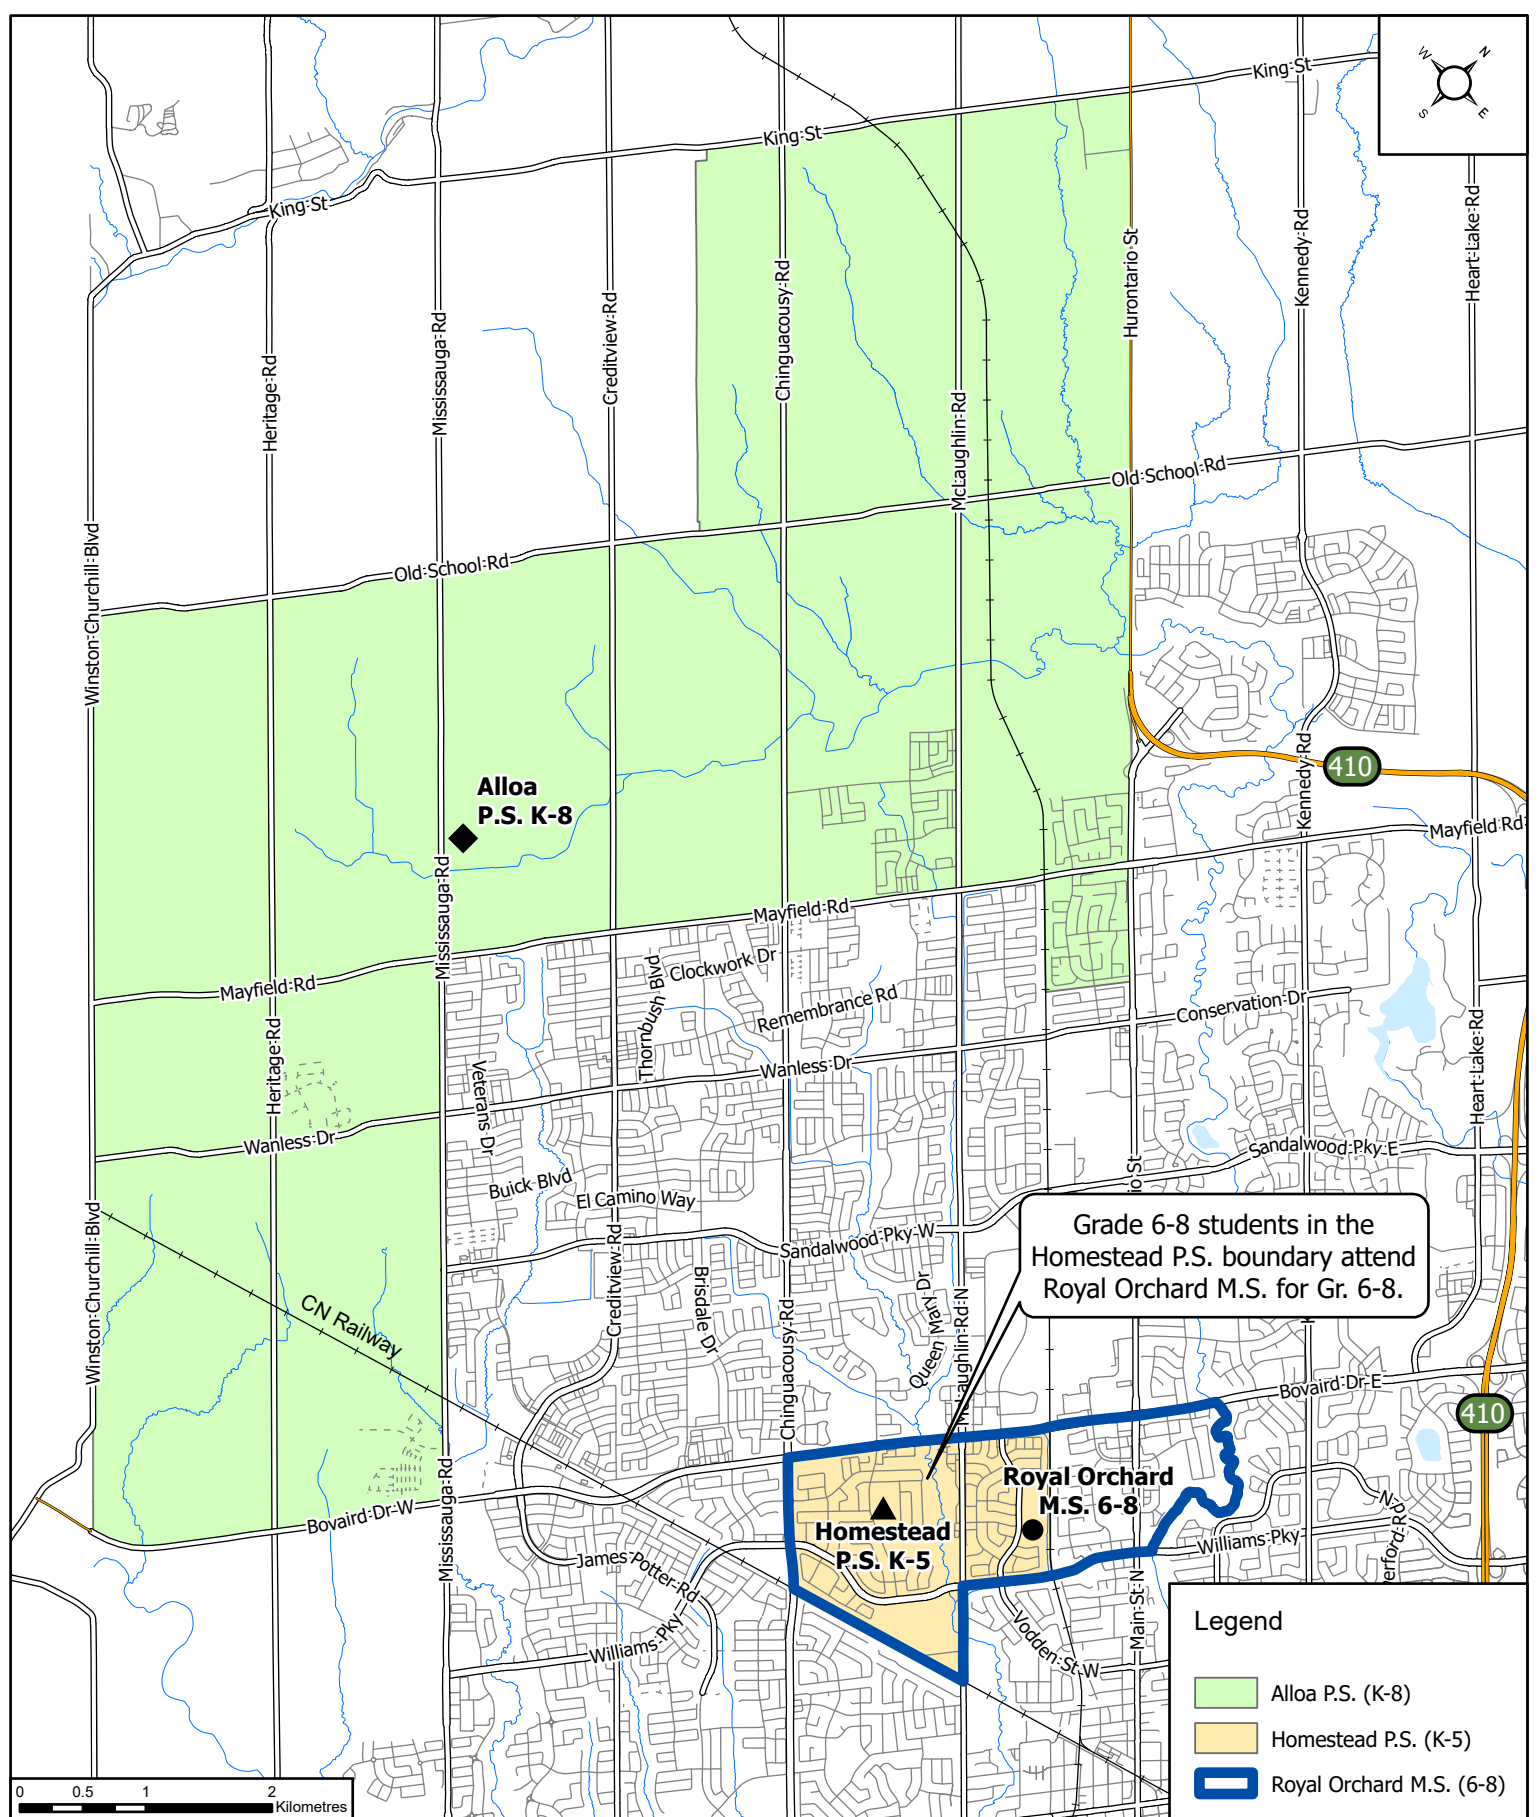 King St
W
N
S
E
King St
King St
Hurontario St
Kennedy Rd
Heart Lake Rd
Chinguacousy Rd
Creditview Rd
Mississauga Rd
Heritage Rd
McLaughlin Rd
Old School Rd
Winston Churchill Blvd
Old School Rd
410
Kennedy Rd
Alloa
P.S. K-8
Mayfield Rd
Mississauga Rd
Mayfield Rd
Clockwork Dr
Thornbush Blvd
Mayfield Rd
Remembrance Rd
Conservation Dr
Heritage Rd
Heart Lake Rd
Wanless Dr
Veterans Dr
Wanless Dr
Sandalwood Pky E
io St
Buick Blvd
El Camino Way
Winston Churchill Blvd
Creditview Rd
Sandalwood Pky W
Grade 6-8 students in the
Homestead P.S. boundary attend
Royal Orchard M.S. for Gr. 6-8.
Brisdale Dr
Queen Mary Dr
McLaughlin Rd N
Chinguacousy Rd
CN Railway
Bovaird Dr E
410
Royal Orchard
M.S. 6-8
Mississauga Rd
Bovaird Dr W
Homestead
P.S. K-5
Williams Pky
James Potter Rd
Williams Pky
Vodden St W
Main St N
Legend
Alloa P.S. (K-8)
Homestead P.S. (K-5)
Royal Orchard M.S. (6-8)
0 0.5 1 2
Kilometres